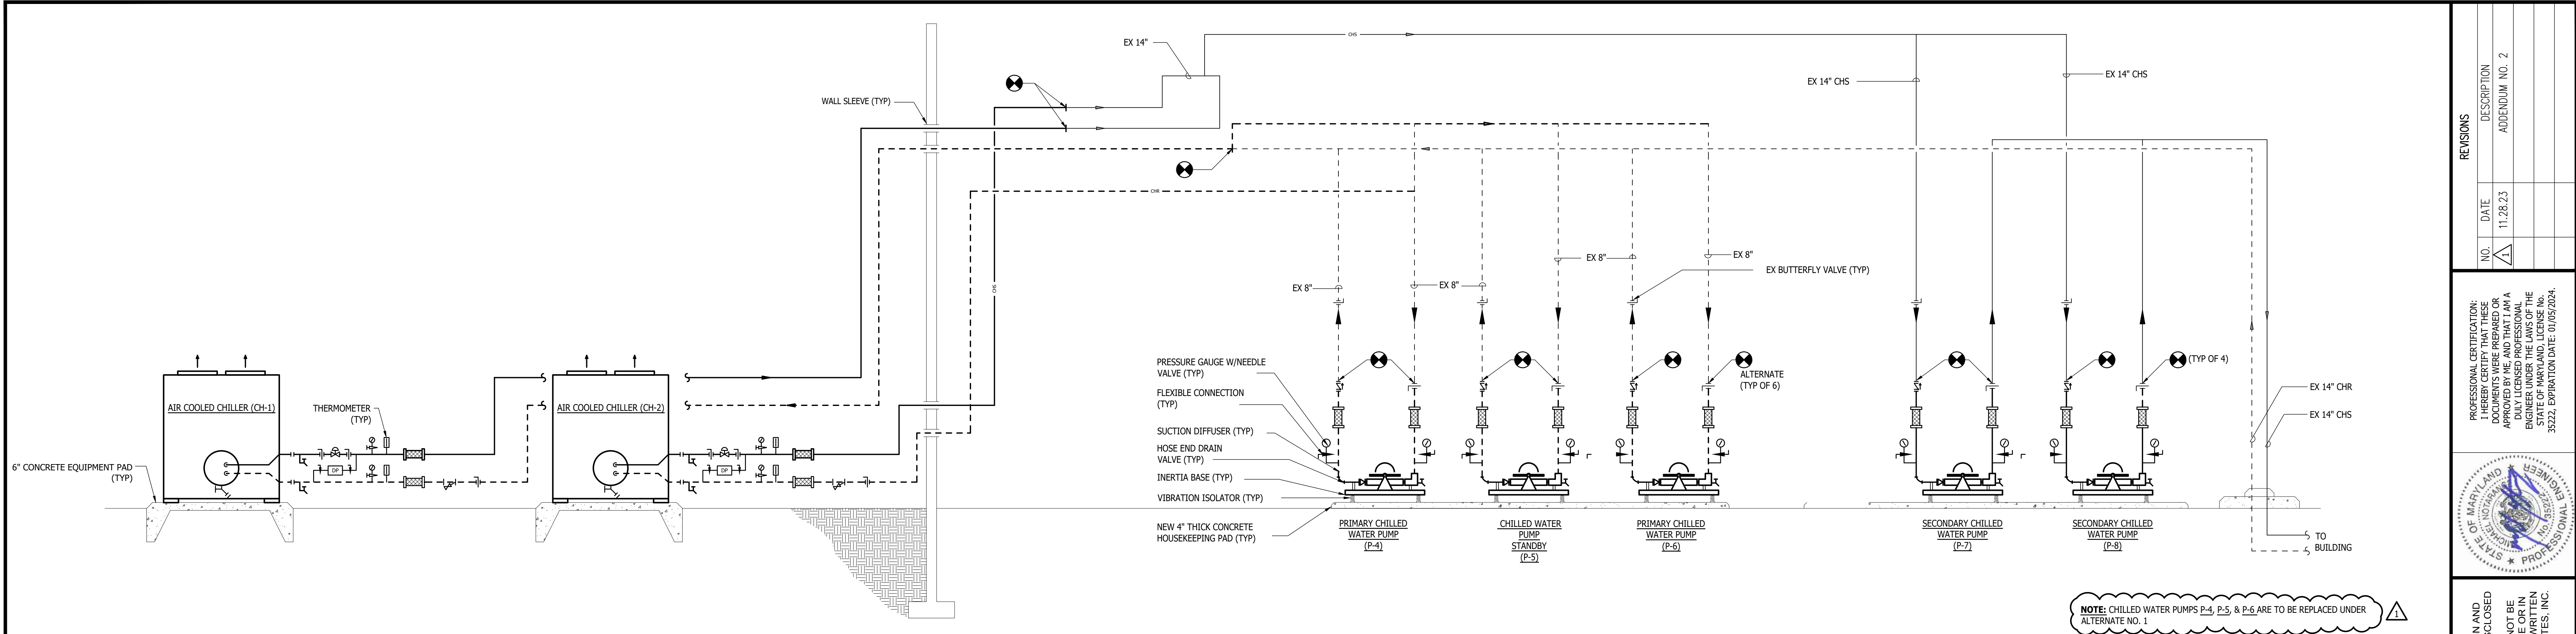 EX 14"
CHS
WALL SLEEVE (TYP)
EX 14" CHS
EX 14" CHS
CHR
CHS
EX 8"
EX 8"
EX 8"
EX 8"
EX BUTTERFLY VALVE (TYP)
AIR COOLED CHILLER (CH-1)
THERMOMETER
(TYP)
DP
6" CONCRETE EQUIPMENT PAD
(TYP)
AIR COOLED CHILLER (CH-2)
DP
PRESSURE GAUGE W/NEEDLE
VALVE (TYP)
FLEXIBLE CONNECTION
(TYP)
SUCTION DIFFUSER (TYP)
HOSE END DRAIN
VALVE (TYP)
INERTIA BASE (TYP)
VIBRATION ISOLATOR (TYP)
NEW 4" THICK CONCRETE
HOUSEKEEPING PAD (TYP)
ALTERNATE
(TYP OF 6)
(TYP OF 4)
EX 14" CHR
EX 14" CHS
TO
BUILDING
PRIMARY CHILLED
WATER PUMP
(P-4)
CHILLED WATER
PUMP
STANDBY
(P-5)
PRIMARY CHILLED
WATER PUMP
(P-6)
SECONDARY CHILLED
WATER PUMP
(P-7)
SECONDARY CHILLED
WATER PUMP
(P-8)
NOTE: CHILLED WATER PUMPS P-4, P-5, & P-6 ARE TO BE REPLACED UNDER
ALTERNATE NO. 1
1
REVISIONS
NO. DATE DESCRIPTION
1 11.28.23 ADDENDUM NO. 2
PROFESSIONAL CERTIFICATION:
I HEREBY CERTIFY THAT THESE
DOCUMENTS WERE PREPARED OR
APPROVED BY ME, AND THAT I AM A
DULY LICENSED PROFESSIONAL
ENGINEER UNDER THE LAWS OF THE
STATE OF MARYLAND, LICENSE No.
35222, EXPIRATION DATE: 01/05/2024.
STATE OF MARYLAND
PROFESSIONAL ENGINEER
N AND
SCLOSED
NOT BE
E OR IN
WRITTEN
TES, INC.